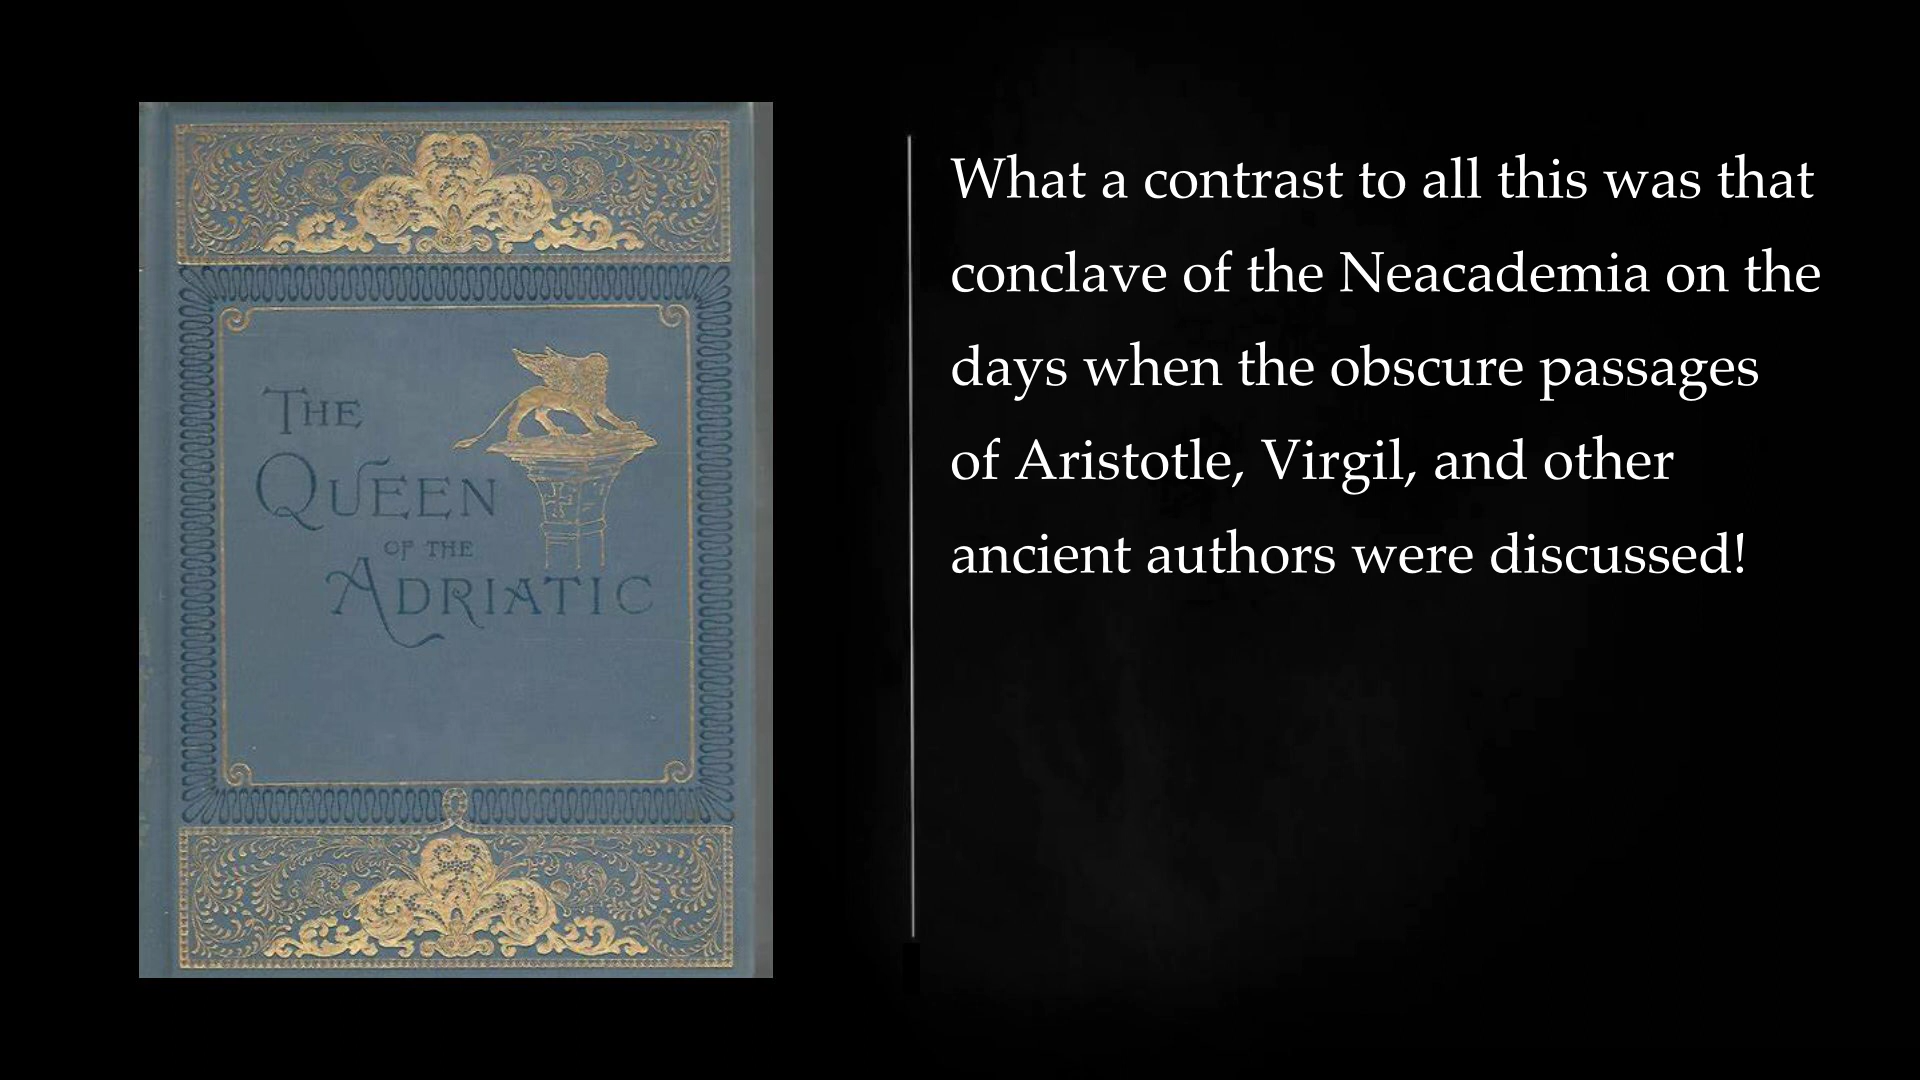 THE
QUEEN
OF THE
ADRIATIC
What a contrast to all this was that
conclave of the Neacademia on the
days when the obscure passages
of Aristotle, Virgil, and other
ancient authors were discussed!